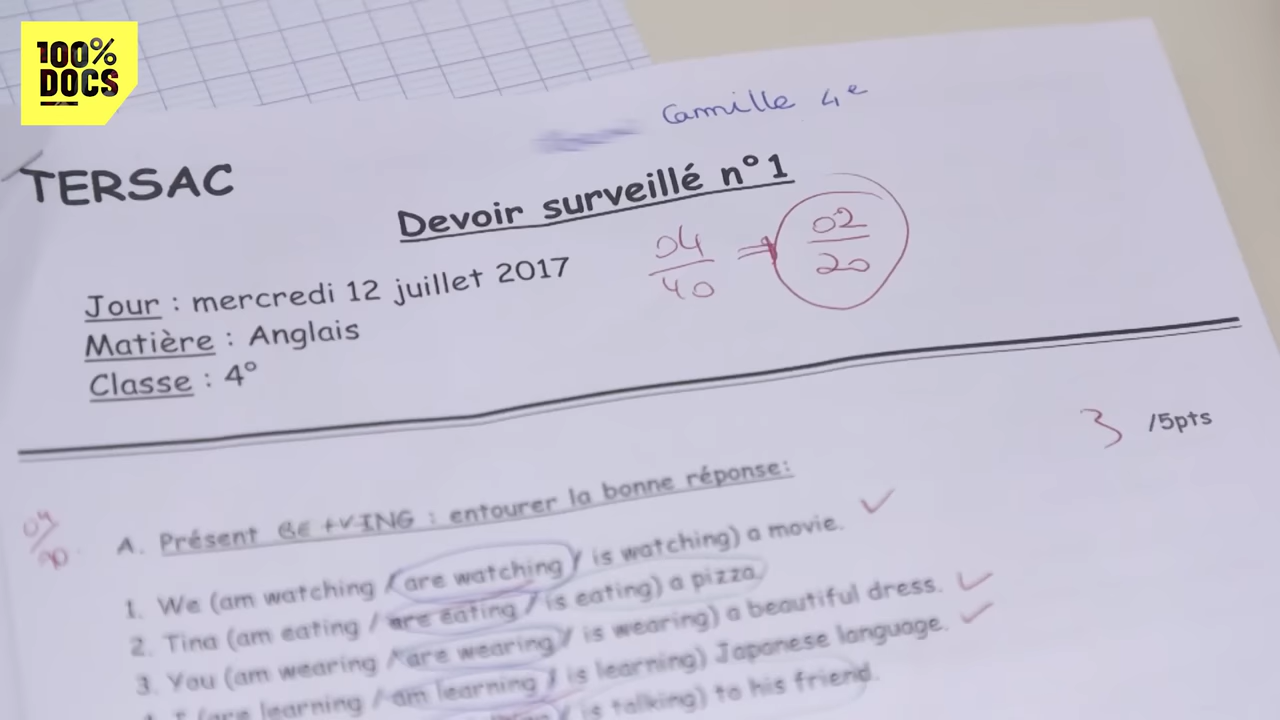 100%
DOCS
Camille 4e
TERSAC
Devoir surveillé n°1
04/40 ⇒ 02/20
Jour : mercredi 12 juillet 2017
Matière : Anglais
Classe : 4°
3 /5pts
A. Présent BE +V-ING : entourer la bonne réponse:
1. We (am watching / are watching / is watching) a movie.
2. Tina (am eating / are eating / is eating) a pizza.
3. You (am wearing / are wearing / is wearing) a beautiful dress.
(are learning / am learning / is learning) Japanese language.
/ is talking) to his friend.